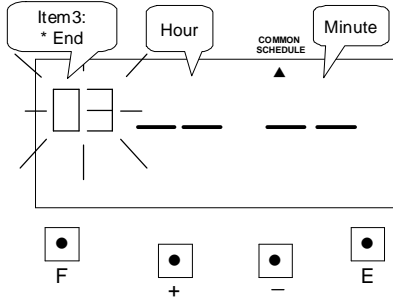 Item3:
* End
Hour
COMMON
SCHEDULE
Minute
03
F
+
−
E